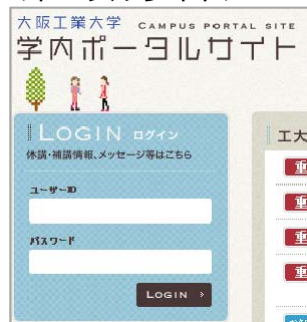 大阪工業大学 CAMPUS PORTAL SITE
学内ポータルサイト
LOGIN ログイン
休講・補講情報、メッセージ等はこちら
ユーザーID
パスワード
LOGIN
工大
重
重
重
重